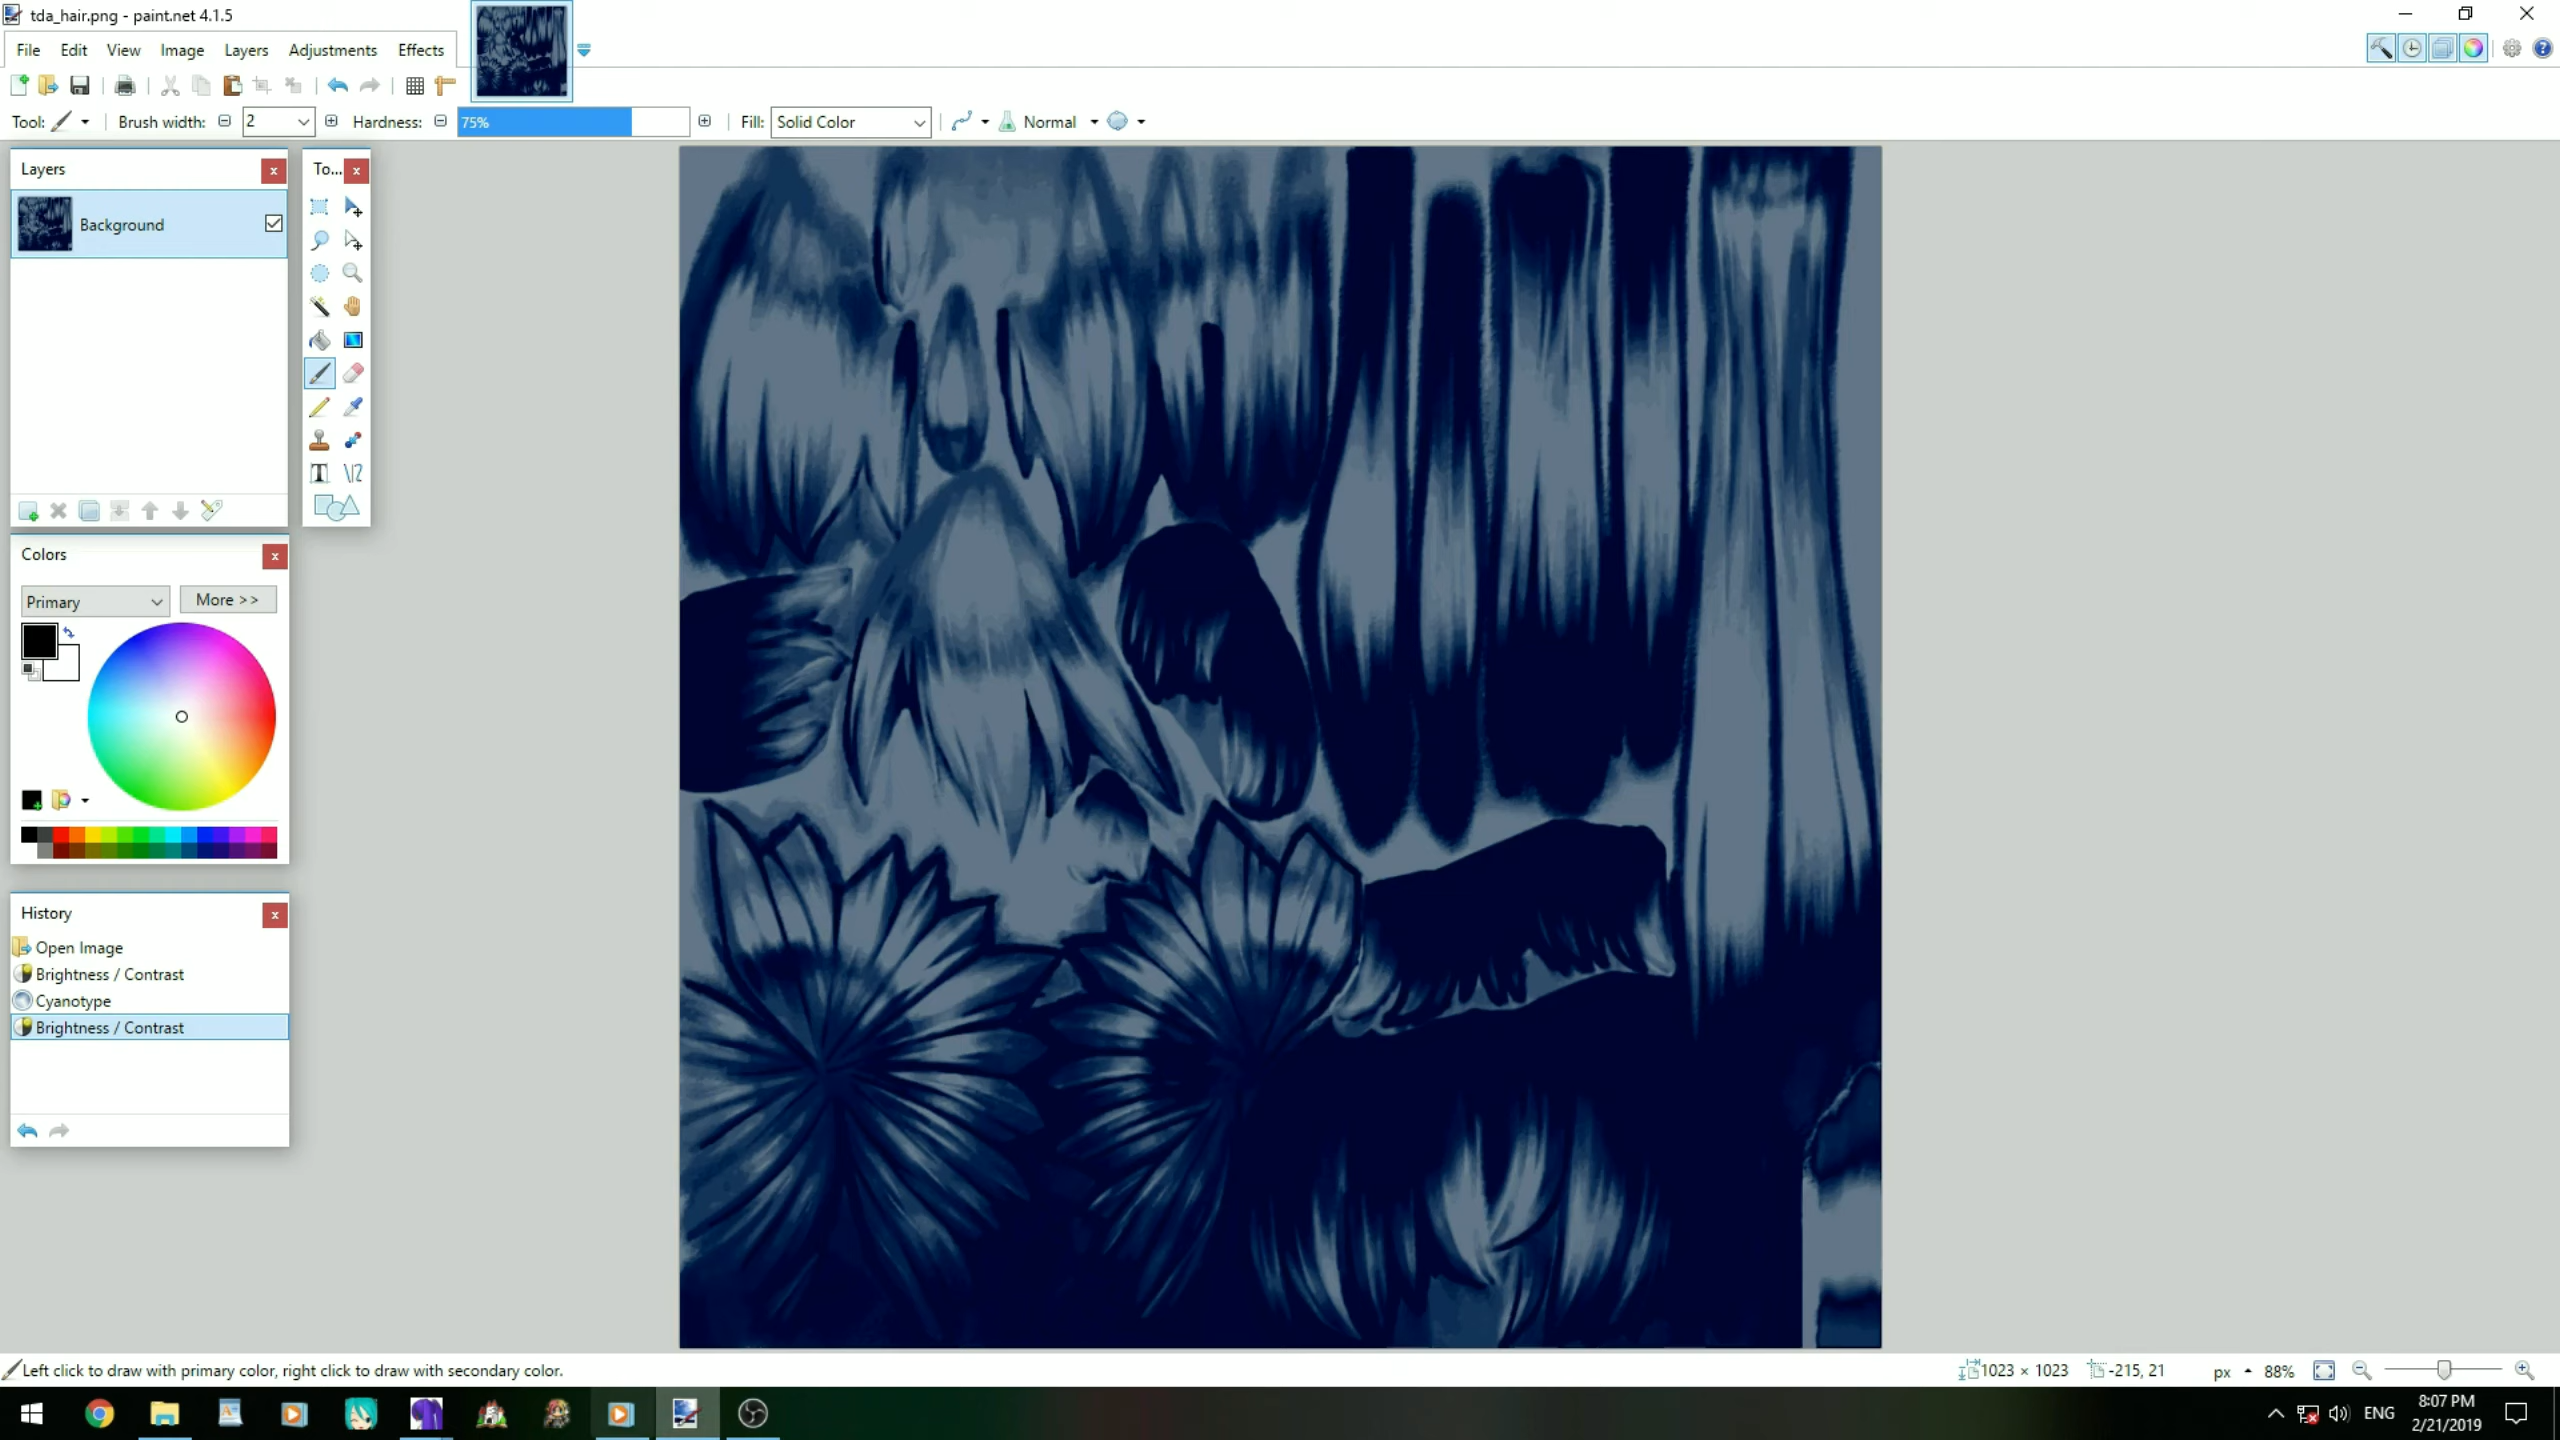 tda_hair.png - paint.net 4.1.5
File Edit View Image Layers Adjustments Effects
Tool: Brush width: 2 Hardness: 75% Fill: Solid Color Normal
Layers
To...
Background
Colors
Primary More >>
History
Open Image
Brightness / Contrast
Cyanotype
Brightness / Contrast
Left click to draw with primary color, right click to draw with secondary color.
1023 × 1023 -215, 21 px 88%
ENG
8:07 PM
2/21/2019